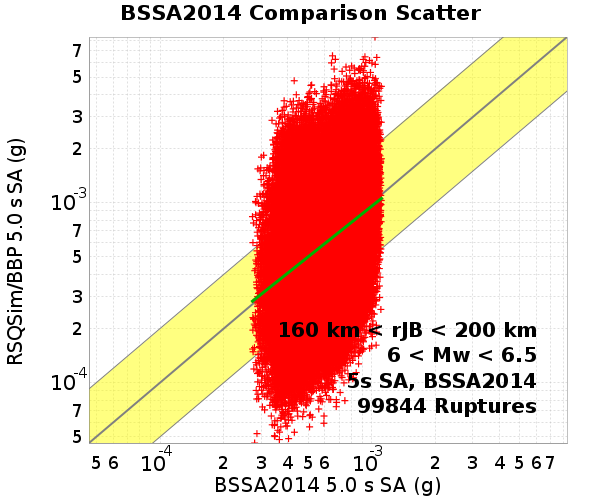 BSSA2014 Comparison Scatter
RSQSim/BBP 5.0 s SA (g)
7
5
3
2
10-3
7
5
3
2
10-4
7
5
160 km < rJB < 200 km
6 < Mw < 6.5
5s SA, BSSA2014
99844 Ruptures
5 6 10-4 2 3 4 5 6 10-3 2 3 4 5 6 7
BSSA2014 5.0 s SA (g)